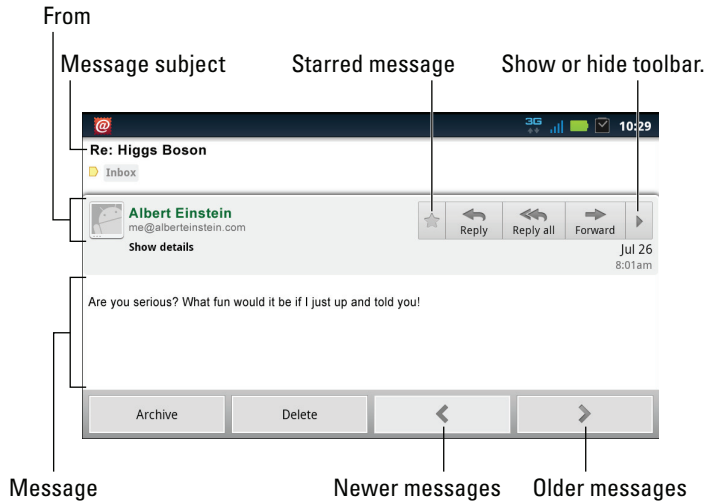 From
Message subject Starred message Show or hide toolbar.
@ 3G 10:29
Re: Higgs Boson
Inbox
Albert Einstein
me@alberteinstein.com
Reply Reply all Forward
Show details Jul 26
8:01am
Are you serious? What fun would it be if I just up and told you!
Archive Delete
Message Newer messages Older messages